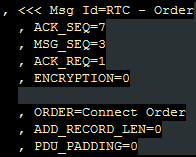 , <<< Msg Id=RTC - Order
, ACK_SEQ=7
, MSG_SEQ=3
, ACK_REQ=1
, ENCRYPTION=0
, ORDER=Connect Order
, ADD_RECORD_LEN=0
, PDU_PADDING=0